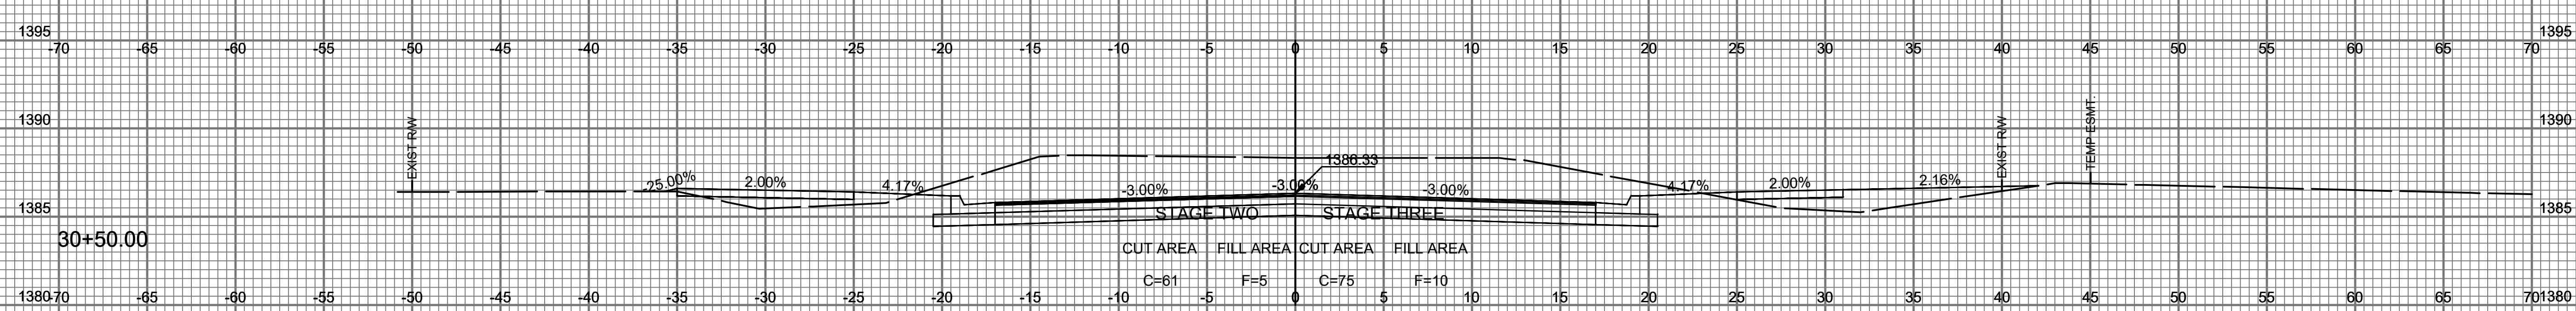 1395 1395
-70 -65 -60 -55 -50 -45 -40 -35 -30 -25 -20 -15 -10 -5 0 5 10 15 20 25 30 35 40 45 50 55 60 65 70
1390 1390
EXIST R/W
EXIST R/W
TEMP ESMT.
1386.33
-25.00% 2.00% 4.17% -3.00% -3.00% -3.00% 4.17% 2.00% 2.16%
1385 1385
STAGE TWO STAGE THREE
30+50.00
CUT AREA FILL AREA CUT AREA FILL AREA
C=61 F=5 C=75 F=10
1380 1380
-70 -65 -60 -55 -50 -45 -40 -35 -30 -25 -20 -15 -10 -5 0 5 10 15 20 25 30 35 40 45 50 55 60 65 70